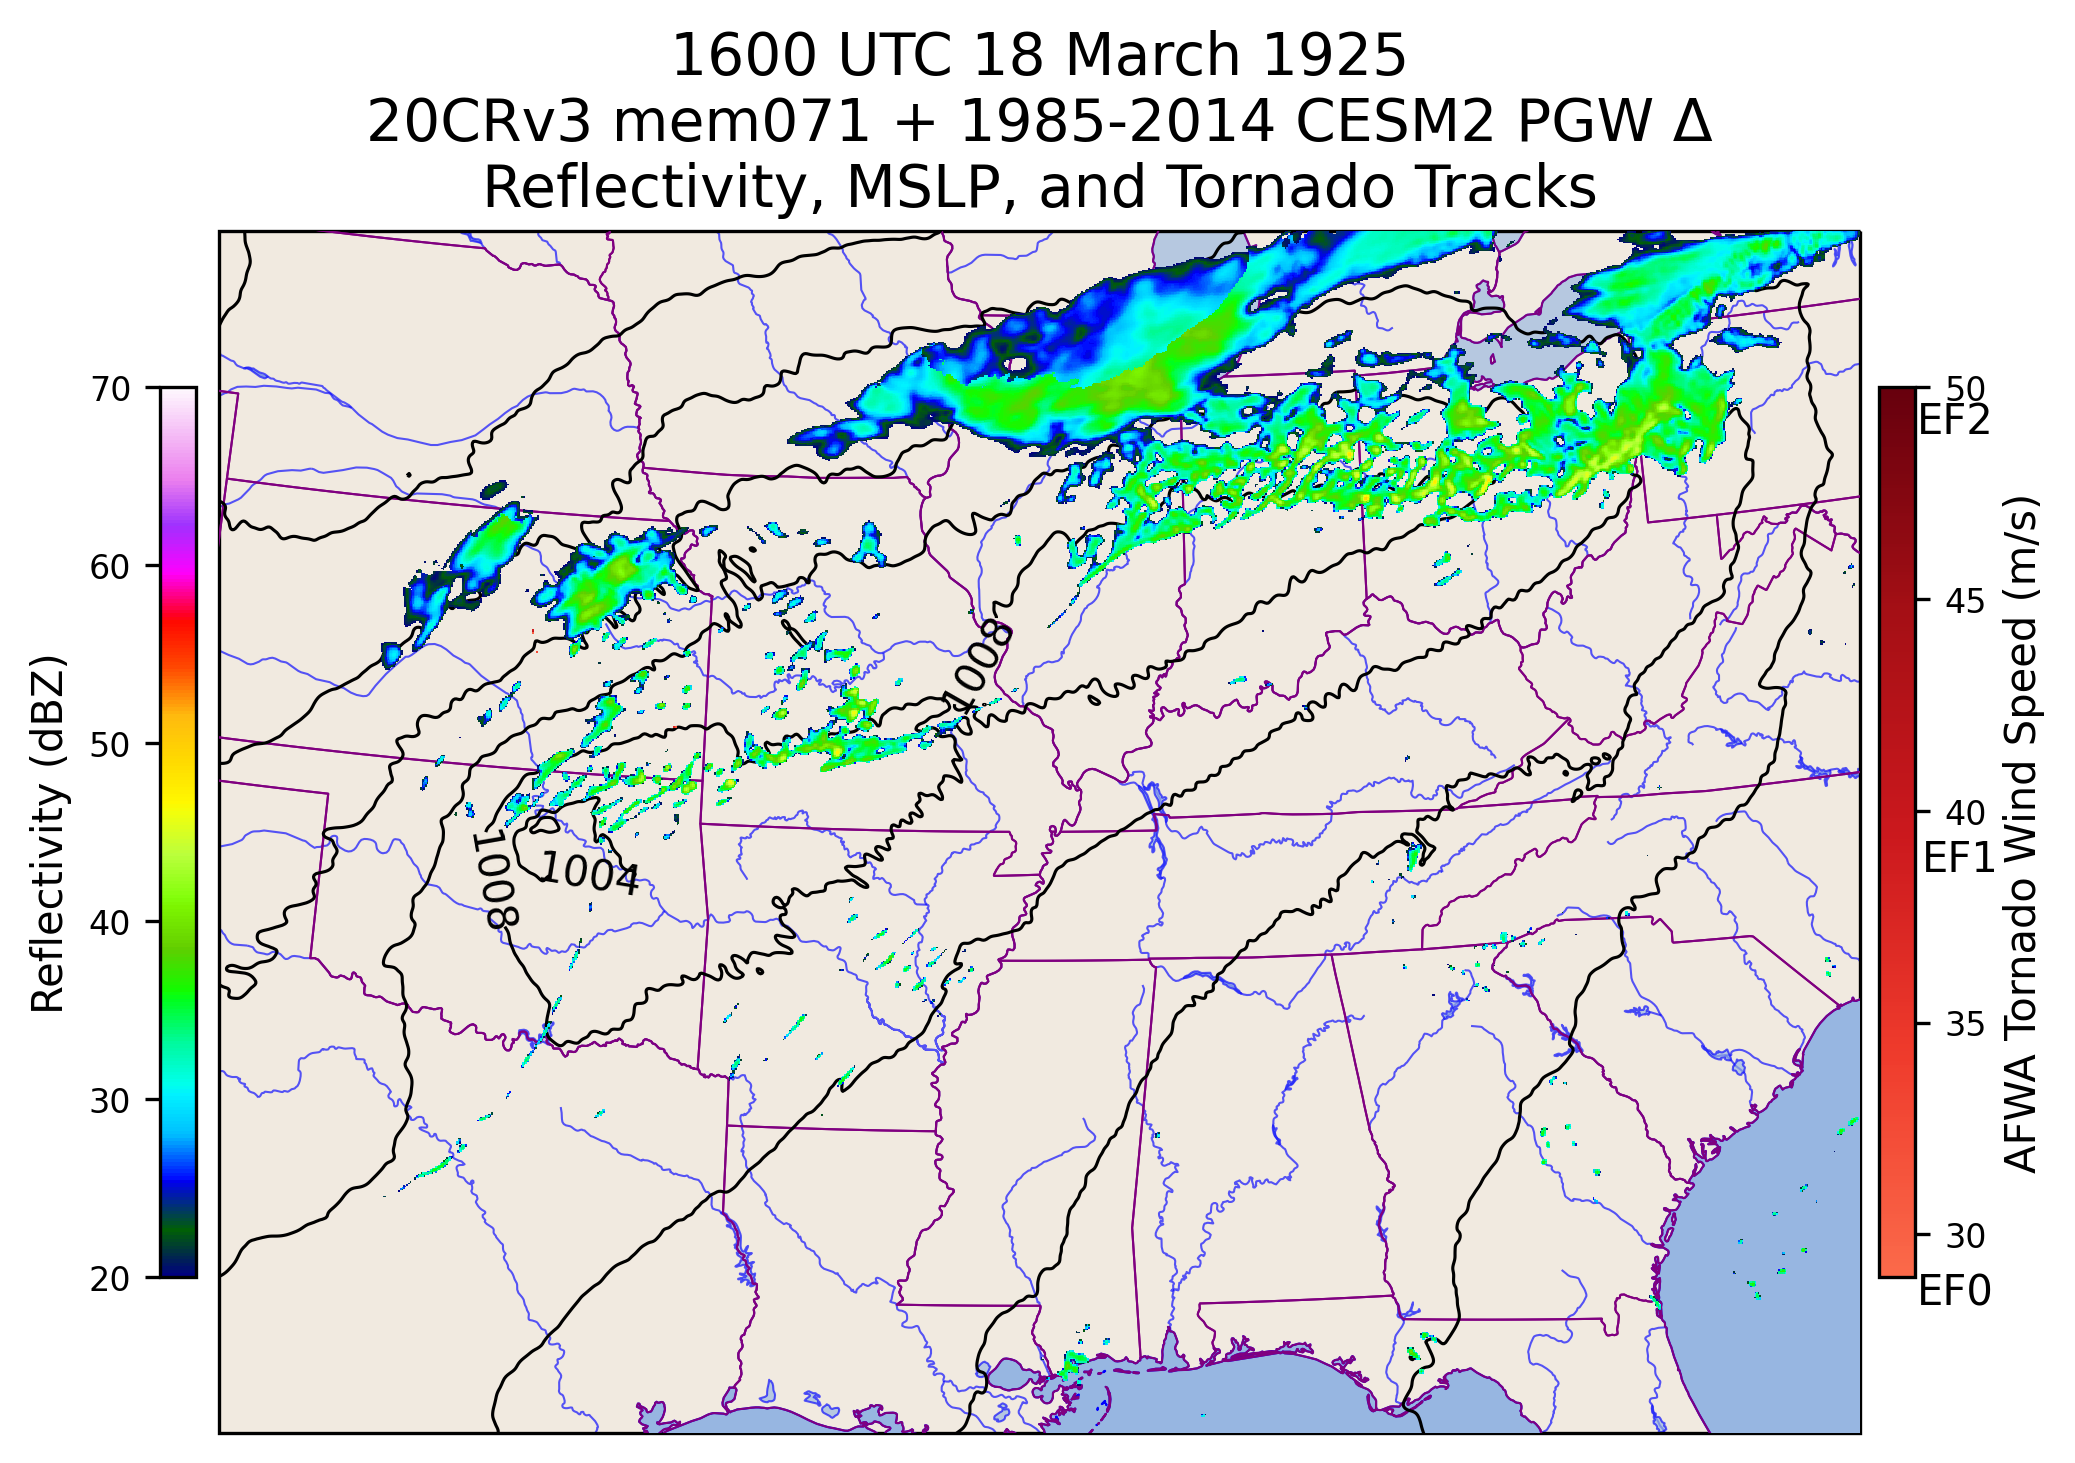 1600 UTC 18 March 1925
20CRv3 mem071 + 1985-2014 CESM2 PGW Δ
Reflectivity, MSLP, and Tornado Tracks
70
60
50
40
30
20
Reflectivity (dBZ)
1008
1008
1004
50
EF2
45
40
EF1
35
30
EF0
AFWA Tornado Wind Speed (m/s)